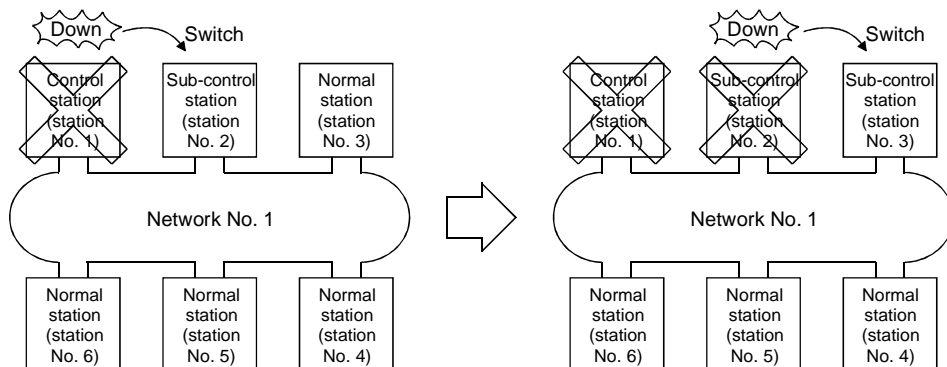 Down
Switch
Control
station
(station
No. 1)
Sub-control
station
(station
No. 2)
Normal
station
(station
No. 3)
Network No. 1
Normal
station
(station
No. 6)
Normal
station
(station
No. 5)
Normal
station
(station
No. 4)
Down
Switch
Control
station
(station
No. 1)
Sub-control
station
(station
No. 2)
Sub-control
station
(station
No. 3)
Network No. 1
Normal
station
(station
No. 6)
Normal
station
(station
No. 5)
Normal
station
(station
No. 4)